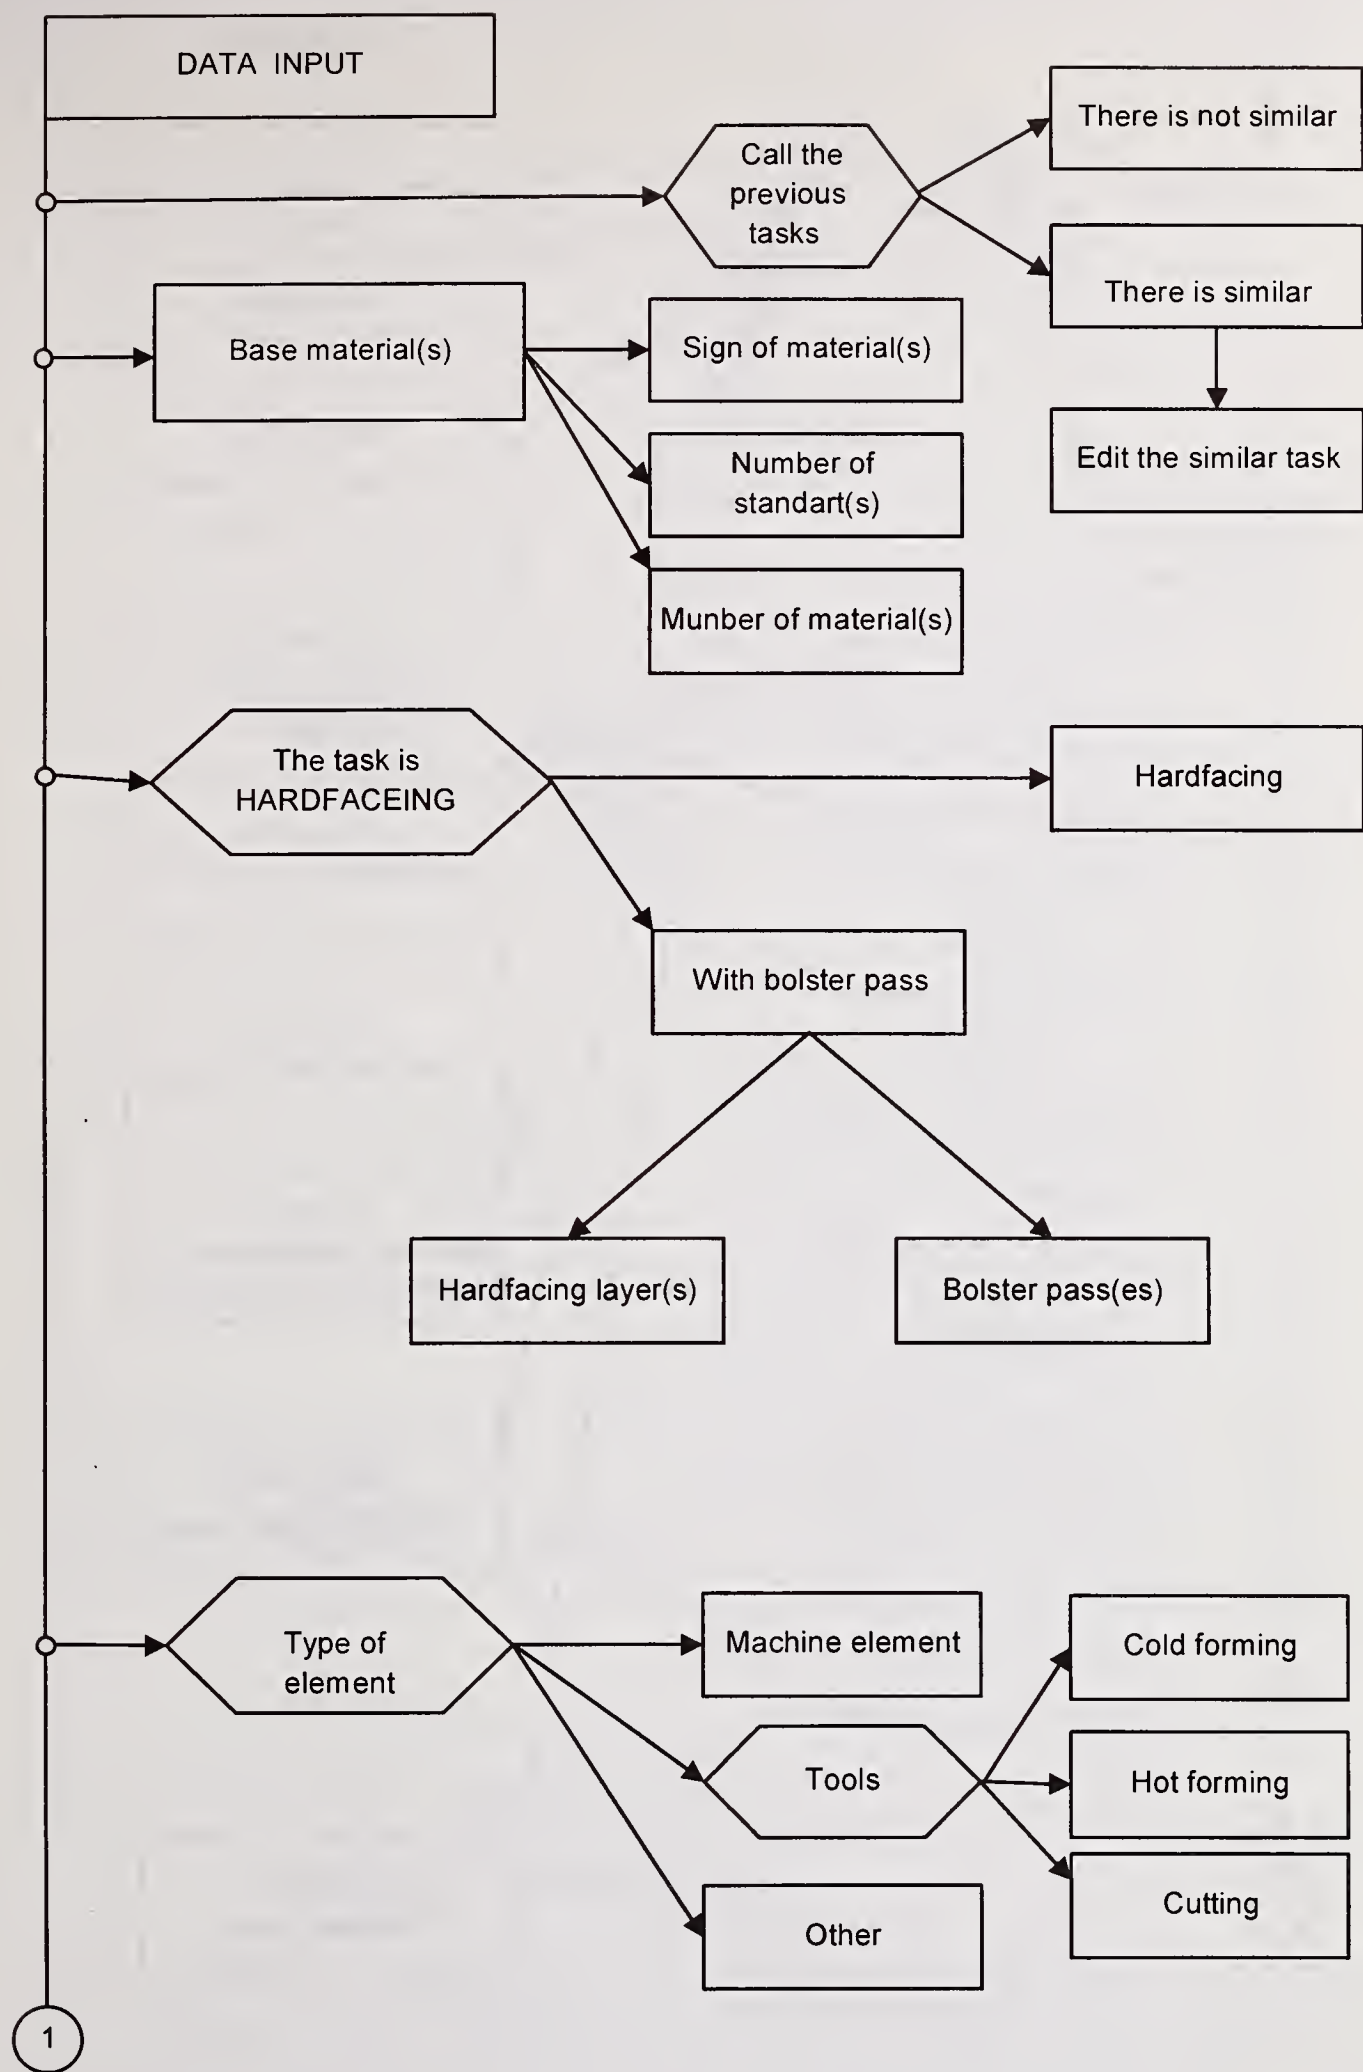 DATA INPUT
There is not similar
Call the
previous
tasks
There is similar
Base material(s)
Sign of material(s)
Edit the similar task
Number of
standart(s)
Munber of material(s)
The task is
HARDFACEING
Hardfacing
With bolster pass
Hardfacing layer(s)
Bolster pass(es)
Type of
element
Machine element
Cold forming
Tools
Hot forming
Cutting
Other
1